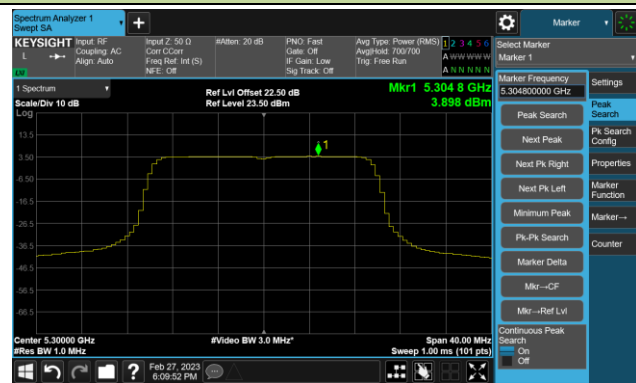 Spectrum Analyzer 1
Swept SA
+
Marker
KEYSIGHT
L
LV
Input: RF
Coupling: AC
Align: Auto
Input Z: 50 Ω
Corr CCorr
Freq Ref: Int (S)
NFE: Off
#Atten: 20 dB
PNO: Fast
Gate: Off
IF Gain: Low
Sig Track: Off
Avg Type: Power (RMS)
Avg|Hold: 700/700
Trig: Free Run
1 2 3 4 5 6
A W W W W W
A N N N N N
Select Marker
Marker 1
1 Spectrum
Scale/Div 10 dB
Log
Ref Lvl Offset 22.50 dB
Ref Level 23.50 dBm
Mkr1 5.304 8 GHz
3.898 dBm
1
13.5
3.50
-6.50
-16.5
-26.5
-36.5
-46.5
-56.5
-66.5
Center 5.30000 GHz
#Res BW 1.0 MHz
#Video BW 3.0 MHz*
Span 40.00 MHz
Sweep 1.00 ms (101 pts)
Marker Frequency
5.304800000 GHz
Peak Search
Next Peak
Next Pk Right
Next Pk Left
Minimum Peak
Pk-Pk Search
Marker Delta
Mkr→CF
Mkr→Ref Lvl
Continuous Peak
Search
On
Off
Settings
Peak
Search
Pk Search
Config
Properties
Marker
Function
Marker→
Counter
?
Feb 27, 2023
6:09:52 PM